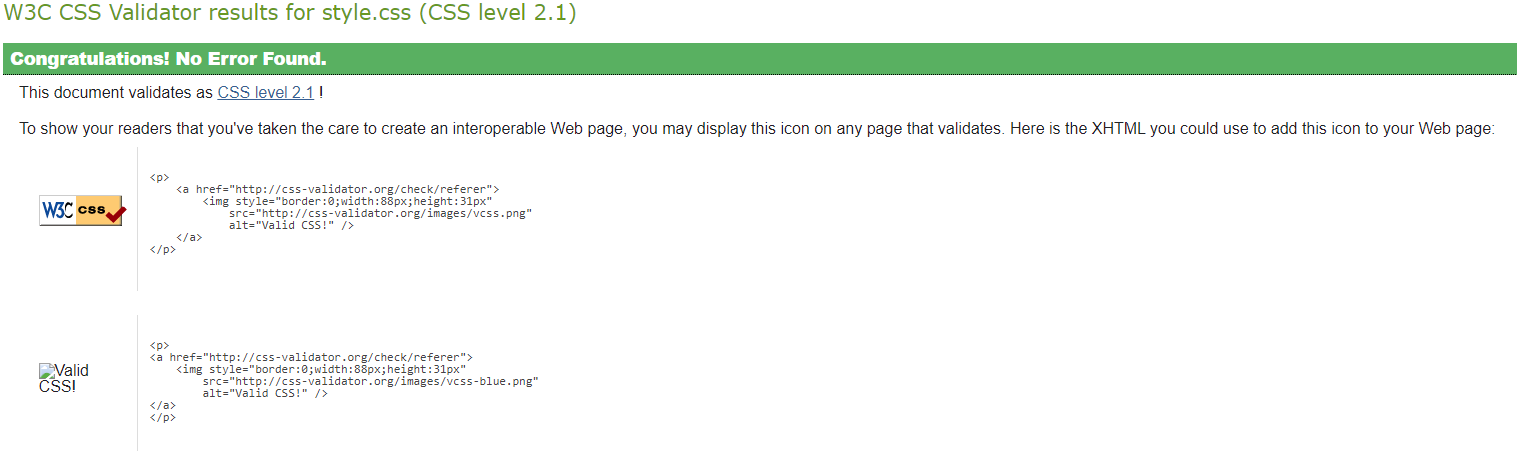 W3C CSS Validator results for style.css (CSS level 2.1)
Congratulations! No Error Found.
This document validates as CSS level 2.1 !
To show your readers that you've taken the care to create an interoperable Web page, you may display this icon on any page that validates. Here is the XHTML you could use to add this icon to your Web page:
W3C css
<p>
<a href="http://css-validator.org/check/referer">
<img style="border:0;width:88px;height:31px"
src="http://css-validator.org/images/vcss.png"
alt="Valid CSS!" />
</a>
</p>
Valid
CSS!
<p>
<a href="http://css-validator.org/check/referer">
<img style="border:0;width:88px;height:31px"
src="http://css-validator.org/images/vcss-blue.png"
alt="Valid CSS!" />
</a>
</p>